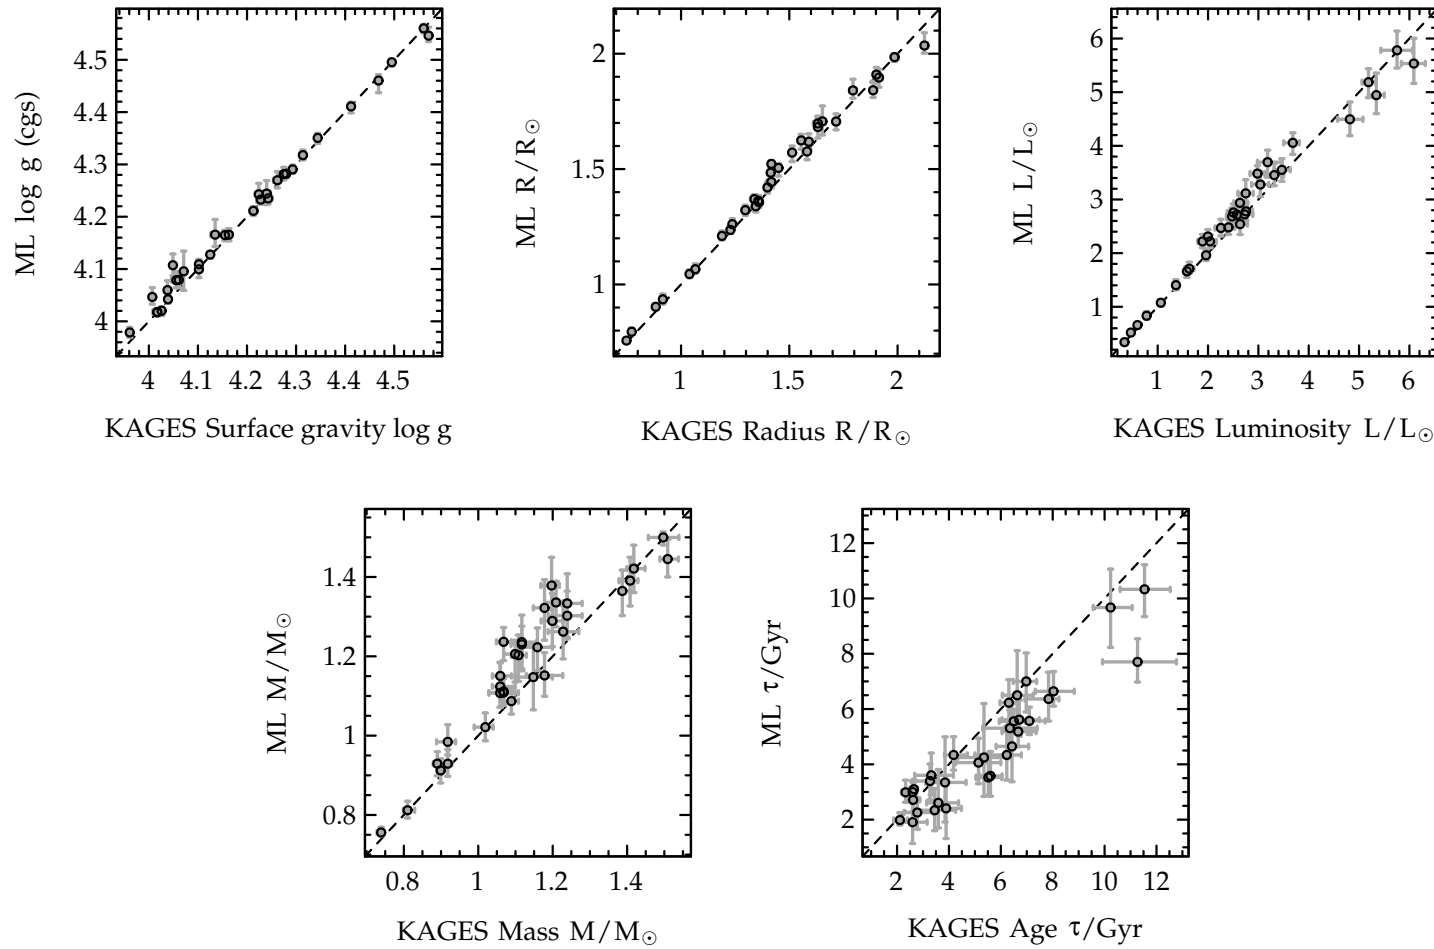 ML log g (cgs)
4.5
4.4
4.3
4.2
4.1
4
4 4.1 4.2 4.3 4.4 4.5
KAGES Surface gravity log g
ML R/R☉
2
1.5
1
1 1.5 2
KAGES Radius R/R☉
ML L/L☉
6
5
4
3
2
1
1 2 3 4 5 6
KAGES Luminosity L/L☉
ML M/M☉
1.4
1.2
1
0.8
0.8 1 1.2 1.4
KAGES Mass M/M☉
ML τ/Gyr
12
10
8
6
4
2
2 4 6 8 10 12
KAGES Age τ/Gyr